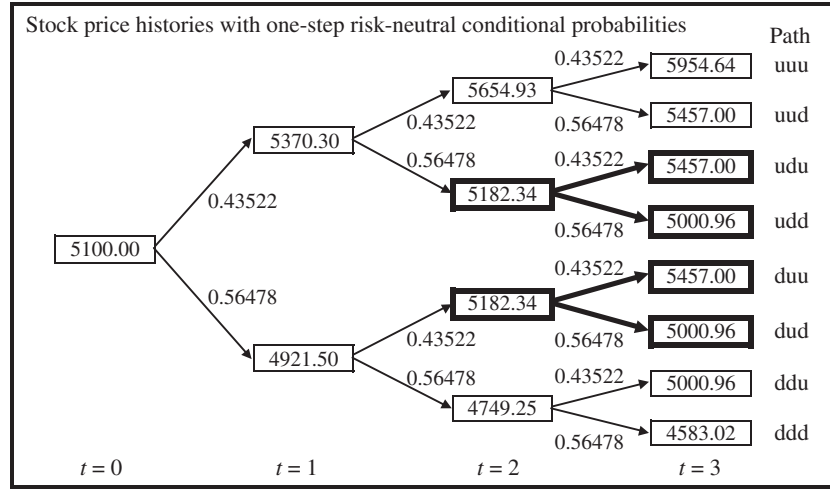 Stock price histories with one-step risk-neutral conditional probabilities
Path
0.43522
5954.64 uuu
5654.93
0.43522
0.56478
5457.00 uud
5370.30
0.56478
0.43522
5457.00 udu
5182.34
0.43522
0.56478
5000.96 udd
5100.00
0.56478
0.43522
5457.00 duu
5182.34
0.43522
0.56478
5000.96 dud
4921.50
0.56478
0.43522
5000.96 ddu
4749.25
0.56478
4583.02 ddd
t = 0 t = 1 t = 2 t = 3